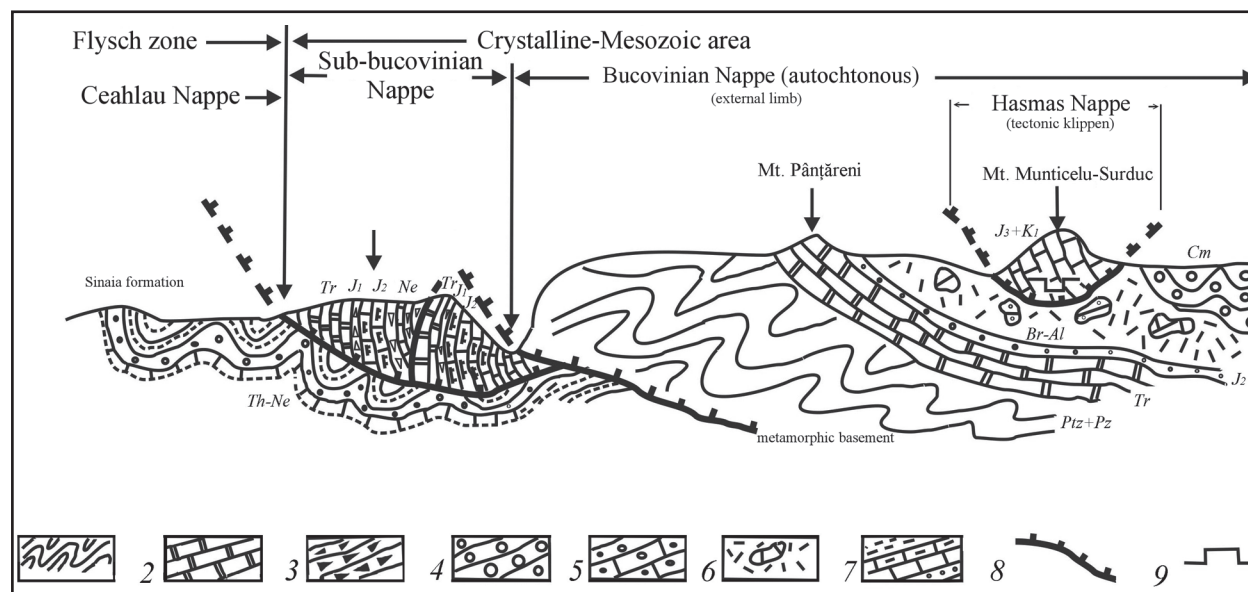 Flysch zone
Crystalline-Mesozoic area
Sub-bucovinian
Nappe
Bucovinian Nappe (autochtonous)
(external limb)
Ceahlau Nappe
Hasmas Nappe
(tectonic klippen)
Mt. Pânțăreni
Mt. Munticelu-Surduc
J3+K1
Cm
Sinaia formation
Tr
J1
J2
Ne
Tr
J1
J2
Br-Al
Th-Ne
J2
Tr
Ptz+Pz
metamorphic basement
2
3
4
5
6
7
8
9